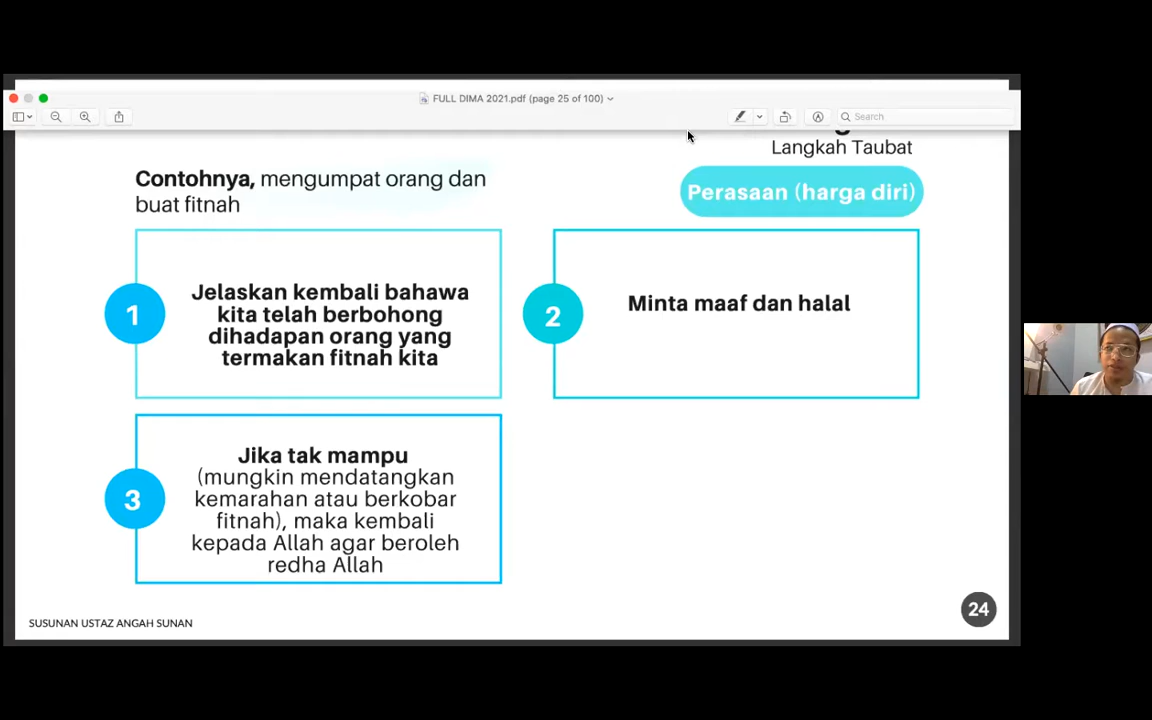 FULL DIMA 2021.pdf (page 25 of 100)
Search
Langkah Taubat
Contohnya, mengumpat orang dan
buat fitnah
Perasaan (harga diri)
1
Jelaskan kembali bahawa
kita telah berbohong
dihadapan orang yang
termakan fitnah kita
2
Minta maaf dan halal
3
Jika tak mampu
(mungkin mendatangkan
kemarahan atau berkobar
fitnah), maka kembali
kepada Allah agar beroleh
redha Allah
SUSUNAN USTAZ ANGAH SUNAN
24